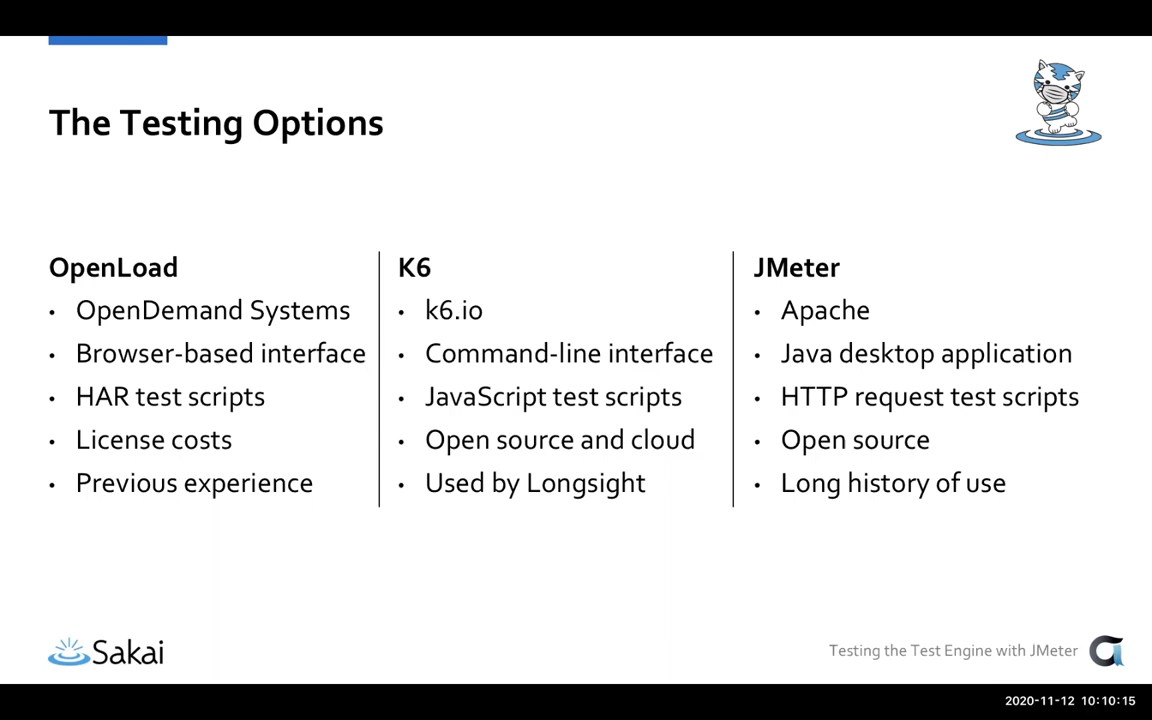 The Testing Options
OpenLoad
• OpenDemand Systems
• Browser-based interface
• HAR test scripts
• License costs
• Previous experience
K6
• k6.io
• Command-line interface
• JavaScript test scripts
• Open source and cloud
• Used by Longsight
JMeter
• Apache
• Java desktop application
• HTTP request test scripts
• Open source
• Long history of use
Sakai
Testing the Test Engine with JMeter
2020-11-12 10:10:15